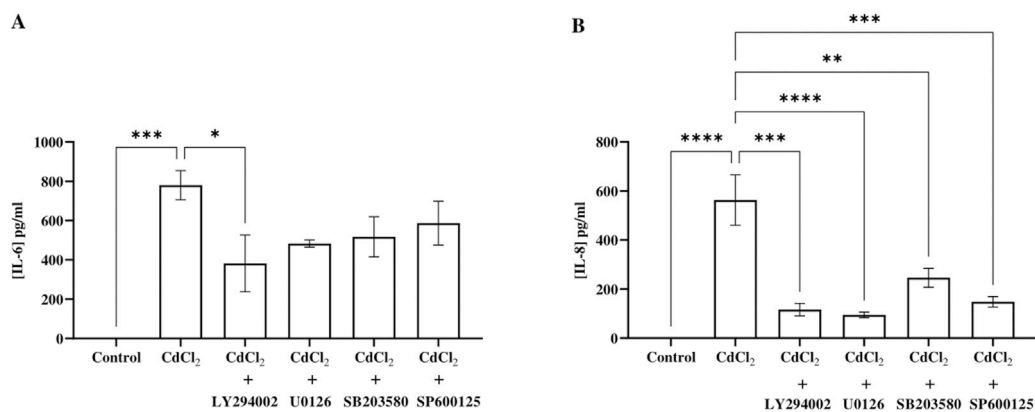 A
*** *
1000
800
600
400
200
0
[IL-6] pg/ml
Control CdCl2 CdCl2 CdCl2 CdCl2 CdCl2
+ + + +
LY294002 U0126 SB203580 SP600125
B
***
**
****
**** ***
800
600
400
200
0
[IL-8] pg/ml
Control CdCl2 CdCl2 CdCl2 CdCl2 CdCl2
+ + + +
LY294002 U0126 SB203580 SP600125